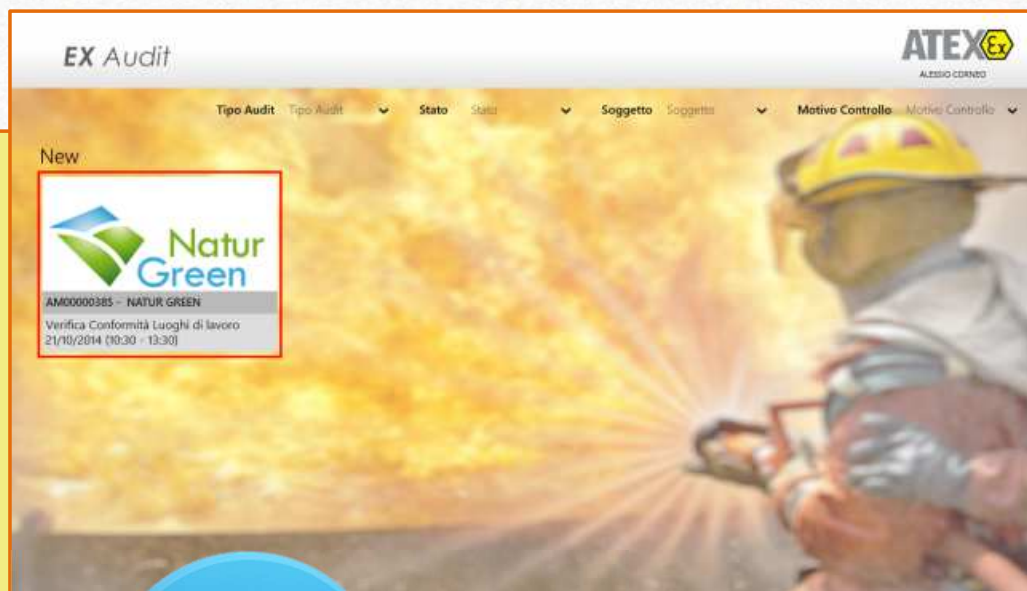 EX Audit
ATEX Ex
ALESSIO CORNEO
Tipo Audit Tipo Audit Stato Stato Soggetto Soggetto Motivo Controllo Motivo Controllo
New
Natur
Green
AM00000385 - NATUR GREEN
Verifica Conformità Luoghi di lavoro
21/10/2014 (10:30 - 13:30)